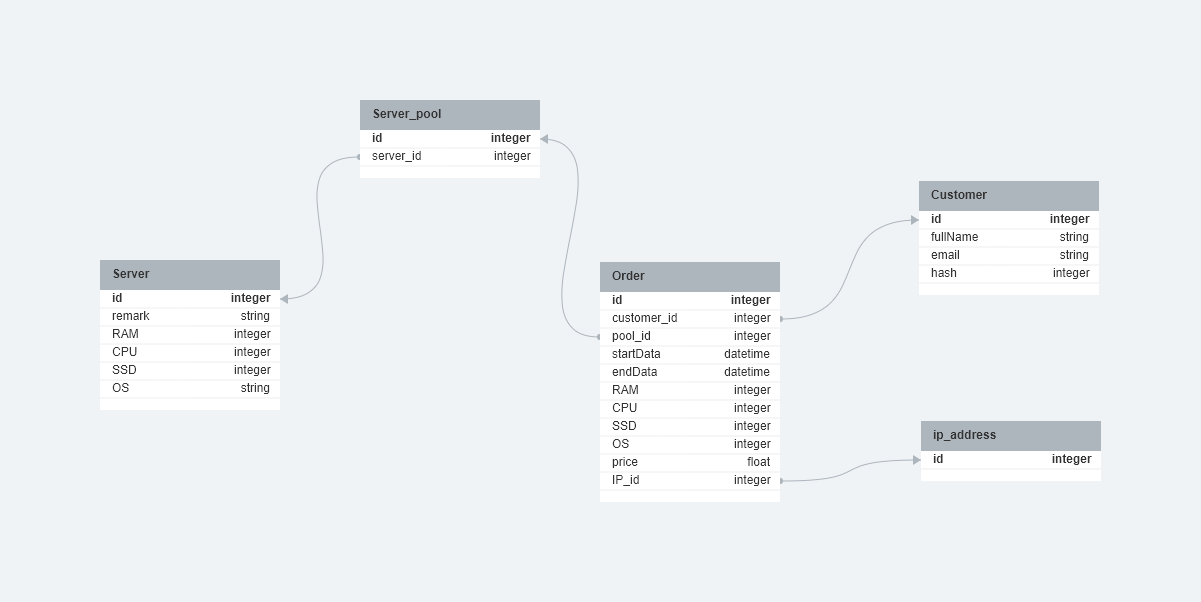 Server_pool
id integer
server_id integer
Customer
id integer
fullName string
email string
hash integer
Server
id integer
remark string
RAM integer
CPU integer
SSD integer
OS string
Order
id integer
customer_id integer
pool_id integer
startData datetime
endData datetime
RAM integer
CPU integer
SSD integer
OS integer
price float
IP_id integer
ip_address
id integer